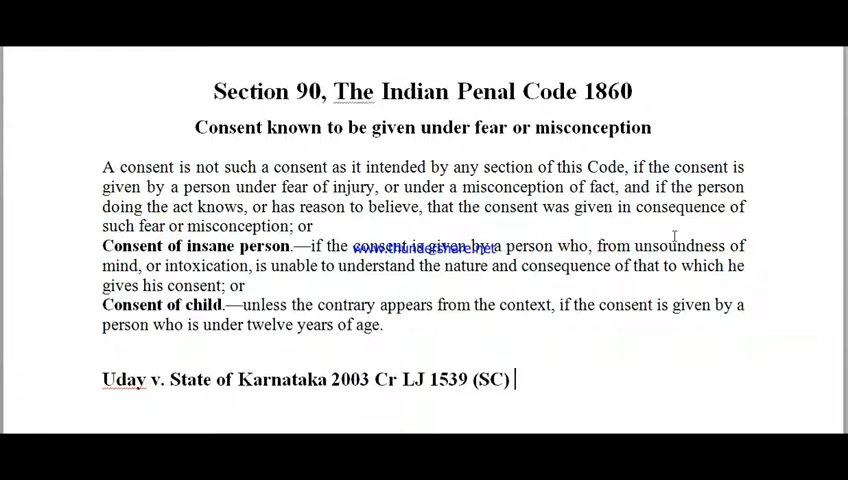 Section 90, The Indian Penal Code 1860
Consent known to be given under fear or misconception
A consent is not such a consent as it intended by any section of this Code, if the consent is
given by a person under fear of injury, or under a misconception of fact, and if the person
doing the act knows, or has reason to believe, that the consent was given in consequence of
such fear or misconception; or
Consent of insane person.—if the consent is given by a person who, from unsoundness of
www.thundershare.net
mind, or intoxication, is unable to understand the nature and consequence of that to which he
gives his consent; or
Consent of child.—unless the contrary appears from the context, if the consent is given by a
person who is under twelve years of age.
Uday v. State of Karnataka 2003 Cr LJ 1539 (SC)